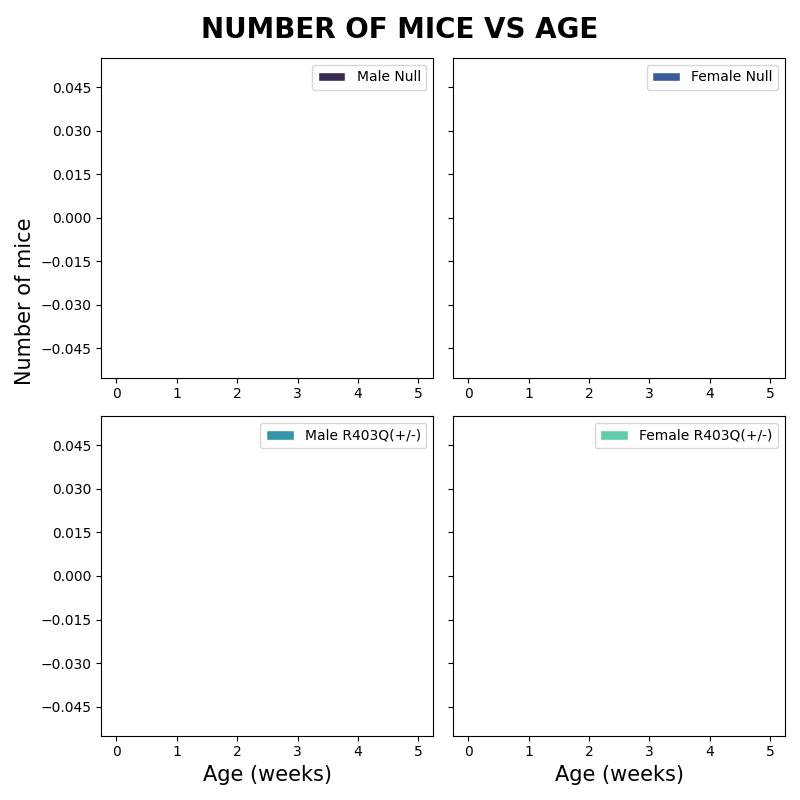 NUMBER OF MICE VS AGE
Male Null
Female Null
0.045
0.030
0.015
0.000
−0.015
−0.030
−0.045
Number of mice
0 1 2 3 4 5
0 1 2 3 4 5
Male R403Q(+/-)
Female R403Q(+/-)
0.045
0.030
0.015
0.000
−0.015
−0.030
−0.045
0 1 2 3 4 5
0 1 2 3 4 5
Age (weeks)
Age (weeks)